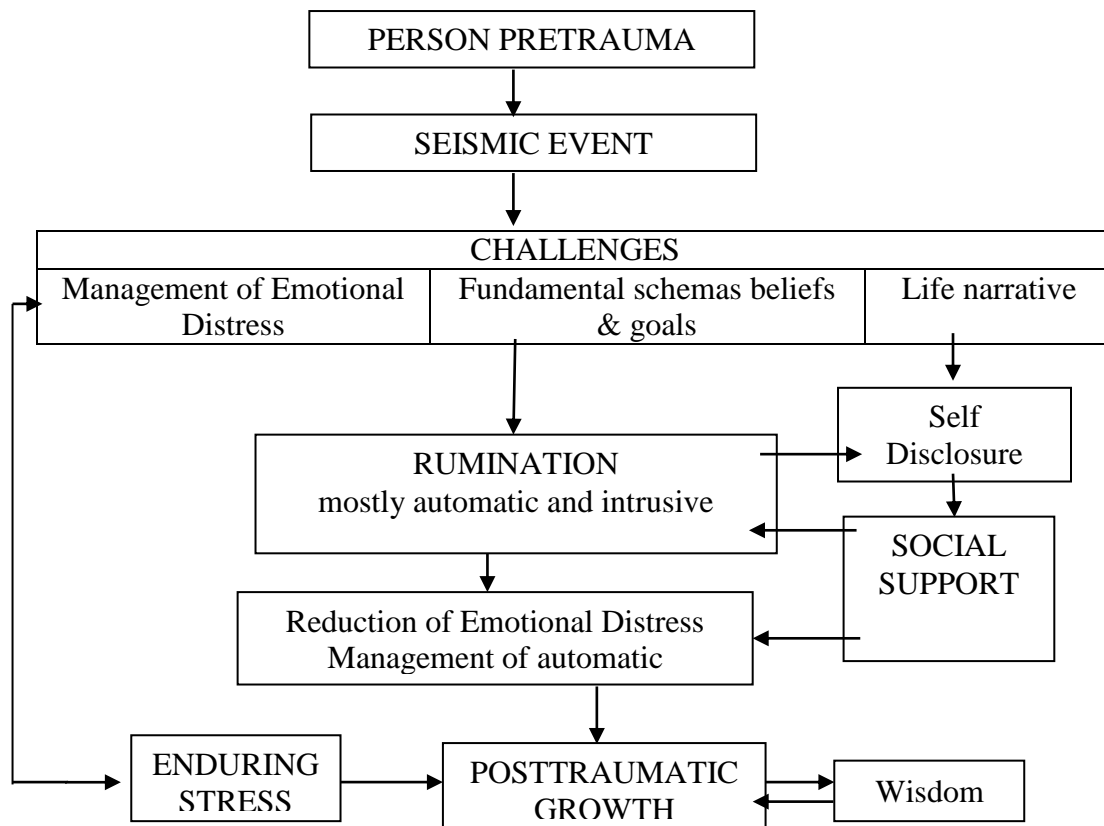 PERSON PRETRAUMA
SEISMIC EVENT
CHALLENGES
Management of Emotional
Distress
Fundamental schemas beliefs
& goals
Life narrative
Self
Disclosure
RUMINATION
mostly automatic and intrusive
SOCIAL
SUPPORT
Reduction of Emotional Distress
Management of automatic
ENDURING
STRESS
POSTTRAUMATIC
GROWTH
Wisdom